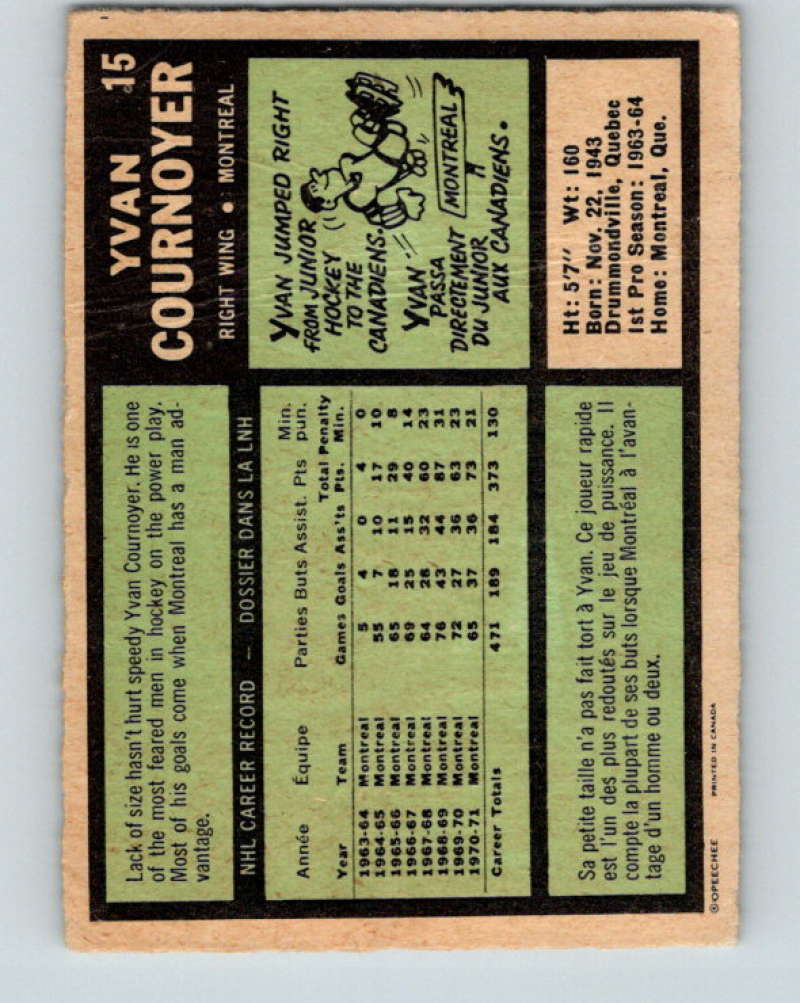 15
YVAN
COURNOYER
RIGHT WING ● MONTREAL
Lack of size hasn't hurt speedy Yvan Cournoyer. He is one
of the most feared men in hockey on the power play.
Most of his goals come when Montreal has a man ad-
vantage.
YVAN JUMPED RIGHT
FROM JUNIOR
HOCKEY
TO THE
CANADIENS.
YVAN
PASSA
DIRECTEMENT
DU JUNIOR
AUX CANADIENS.
MONTREAL
Ht: 5'7" Wt: 160
Born: Nov. 22, 1943
Drummondville, Quebec
1st Pro Season: 1963-64
Home: Montreal, Que.
NHL CAREER RECORD — DOSSIER DANS LA LNH
Année Équipe Parties Buts Assist. Pts Min. pun.
Year Team Games Goals Ass'ts Total Pts. Penalty Min.
1963-64 Montreal 5 4 0 4 0
1964-65 Montreal 55 7 10 17 10
1965-66 Montreal 65 18 11 29 8
1966-67 Montreal 69 25 15 40 14
1967-68 Montreal 64 28 32 60 23
1968-69 Montreal 76 43 44 87 31
1969-70 Montreal 72 27 36 63 23
1970-71 Montreal 65 37 36 73 21
Career Totals 471 189 184 373 130
Sa petite taille n'a pas fait tort à Yvan. Ce joueur rapide
est l'un des plus redoutés sur le jeu de puissance. Il
compte la plupart de ses buts lorsque Montréal à l'avan-
tage d'un homme ou deux.
©OPEECHEE PRINTED IN CANADA